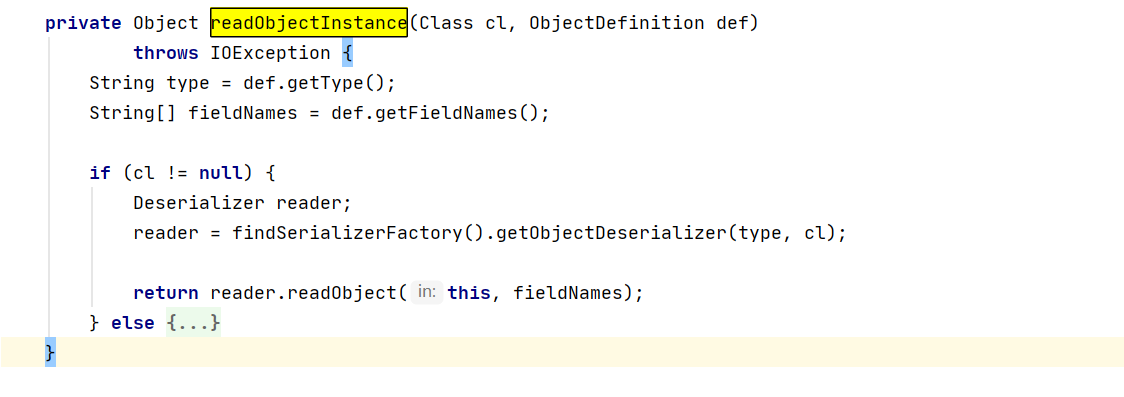 private Object readObjectInstance(Class cl, ObjectDefinition def)
        throws IOException {
    String type = def.getType();
    String[] fieldNames = def.getFieldNames();

    if (cl != null) {
        Deserializer reader;
        reader = findSerializerFactory().getObjectDeserializer(type, cl);

        return reader.readObject( in: this, fieldNames);
    } else {...}
}